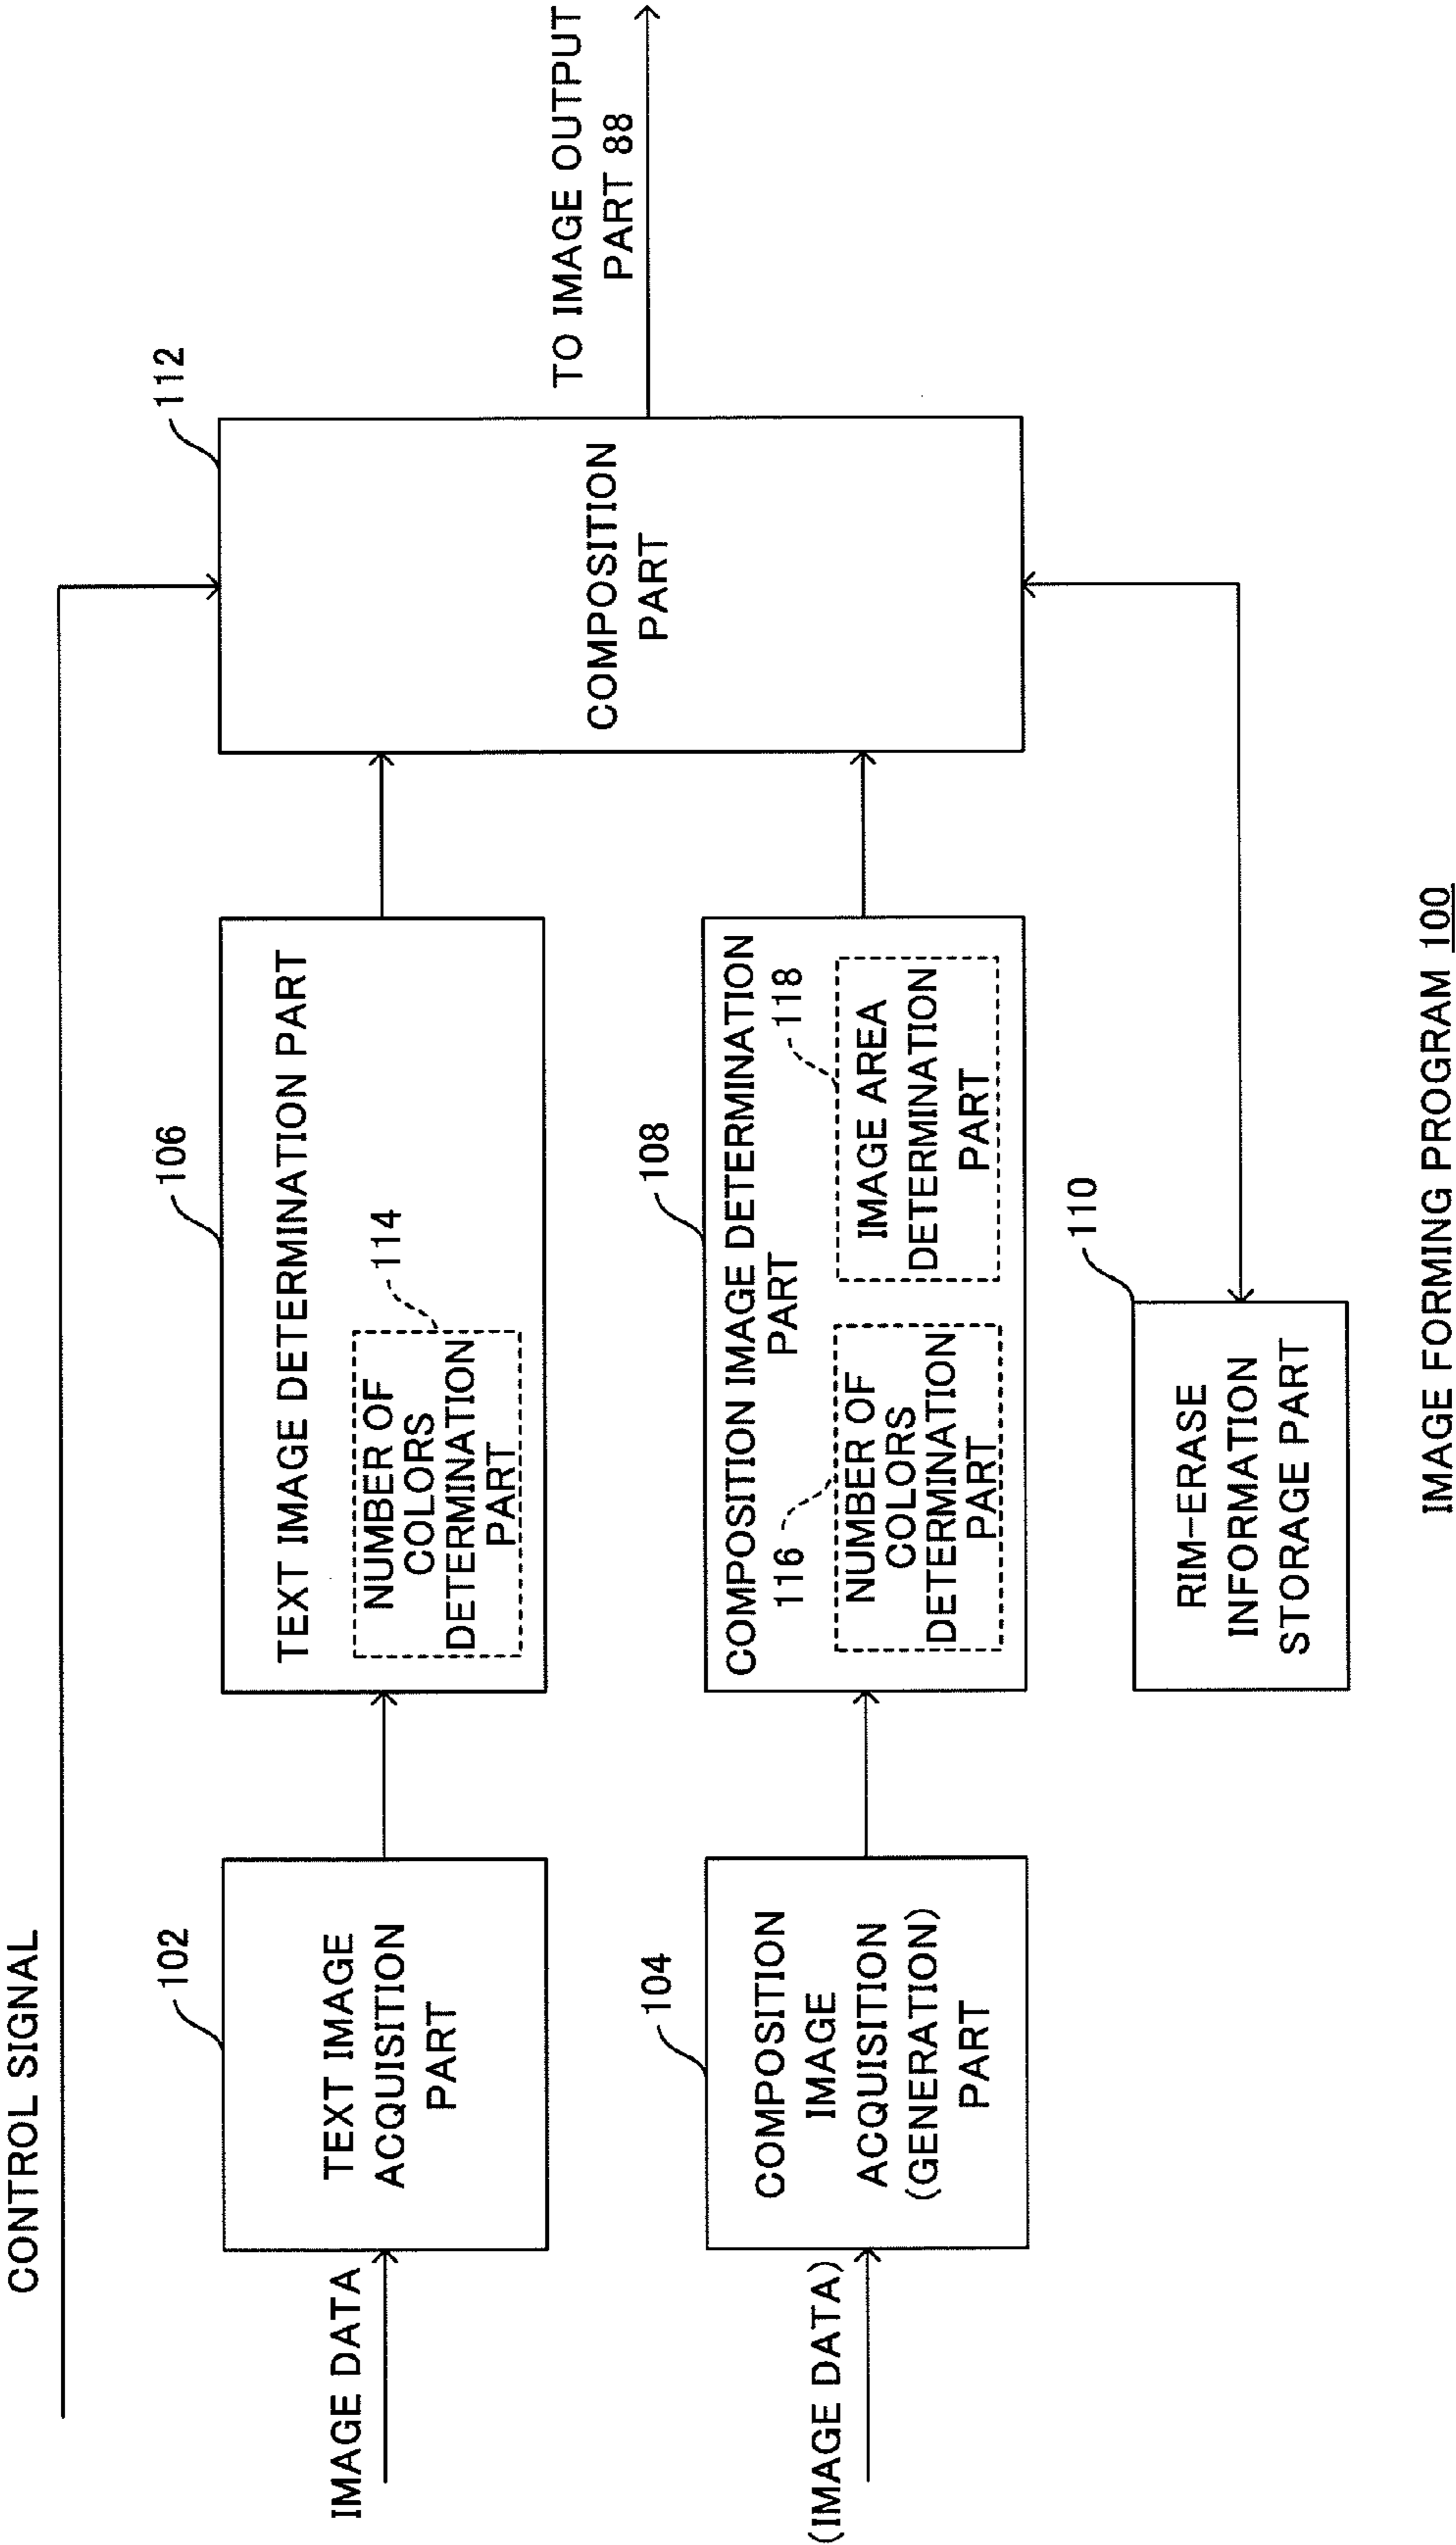 CONTROL SIGNAL
IMAGE DATA
102
TEXT IMAGE
ACQUISITION
PART
106
TEXT IMAGE DETERMINATION PART
114
NUMBER OF
COLORS
DETERMINATION
PART
(IMAGE DATA)
104
COMPOSITION
IMAGE
ACQUISITION
(GENERATION)
PART
108
COMPOSITION IMAGE DETERMINATION
PART
116
NUMBER OF
COLORS
DETERMINATION
PART
118
IMAGE AREA
DETERMINATION
PART
110
RIM-ERASE
INFORMATION
STORAGE PART
112
COMPOSITION
PART
TO IMAGE OUTPUT
PART 88
IMAGE FORMING PROGRAM 100